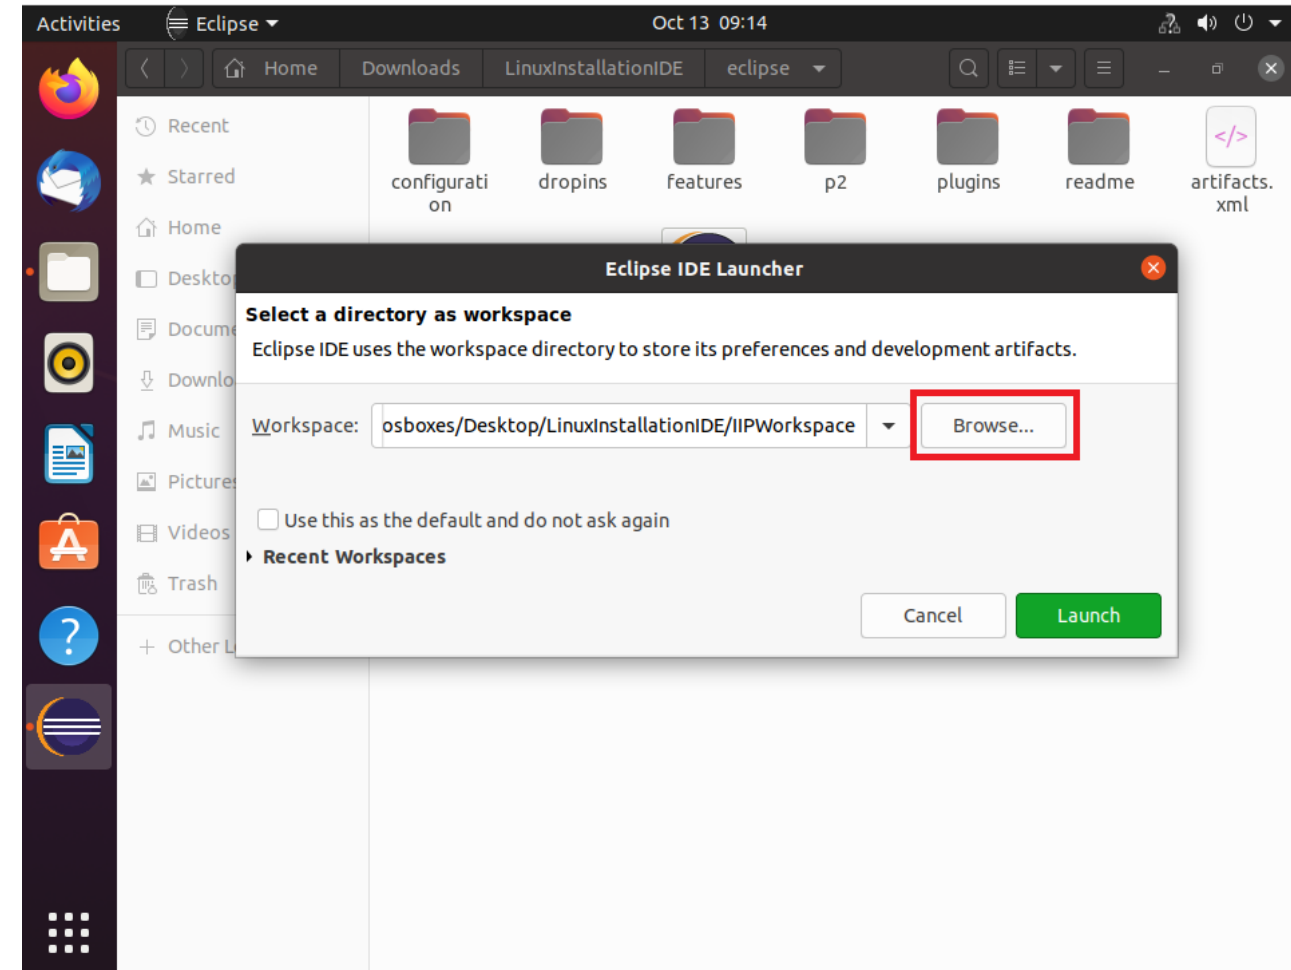 Activities
Eclipse
Oct 13 09:14
Home
Downloads
LinuxInstallationIDE
eclipse
Recent
Starred
Home
Music
Videos
Trash
configurati
on
dropins
features
p2
plugins
readme
artifacts.
xml
Eclipse IDE Launcher
Select a directory as workspace
Eclipse IDE uses the workspace directory to store its preferences and development artifacts.
Workspace:
osboxes/Desktop/LinuxInstallationIDE/IIPWorkspace
Browse...
Use this as the default and do not ask again
Recent Workspaces
Cancel
Launch